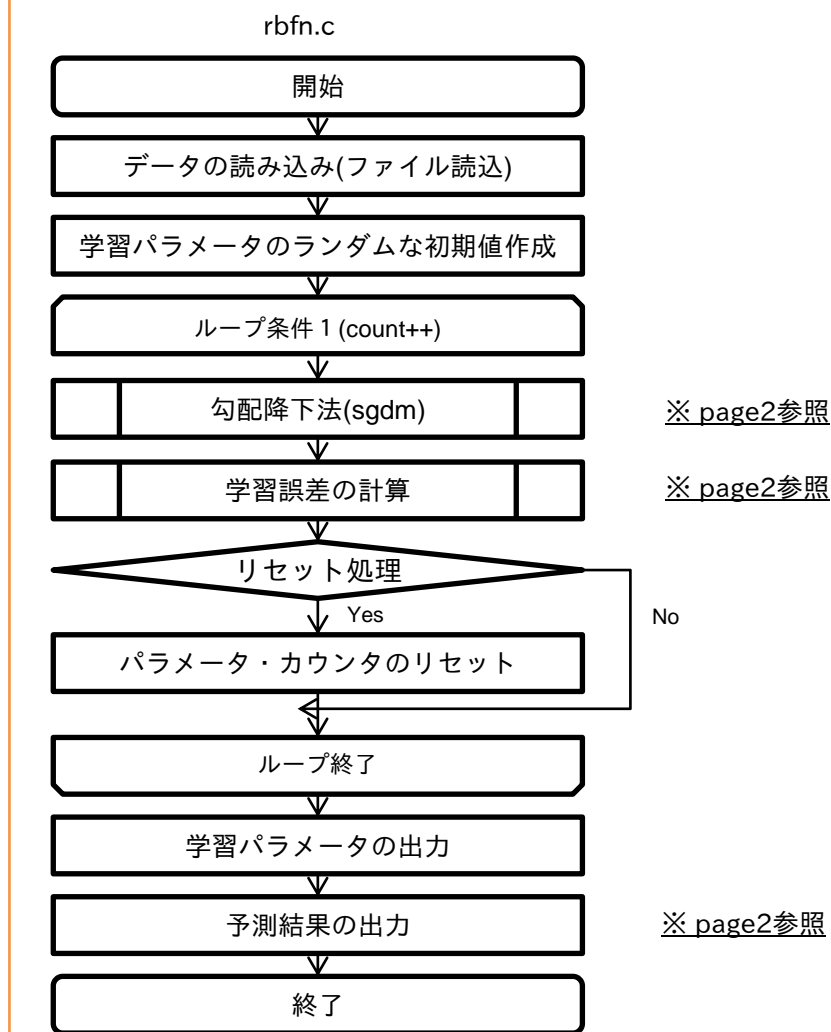 rbfn.c
開始
データの読み込み(ファイル読込)
学習パラメータのランダムな初期値作成
ループ条件１(count++)
勾配降下法(sgdm)
※ page2参照
学習誤差の計算
※ page2参照
リセット処理
Yes
No
パラメータ・カウンタのリセット
ループ終了
学習パラメータの出力
予測結果の出力
※ page2参照
終了